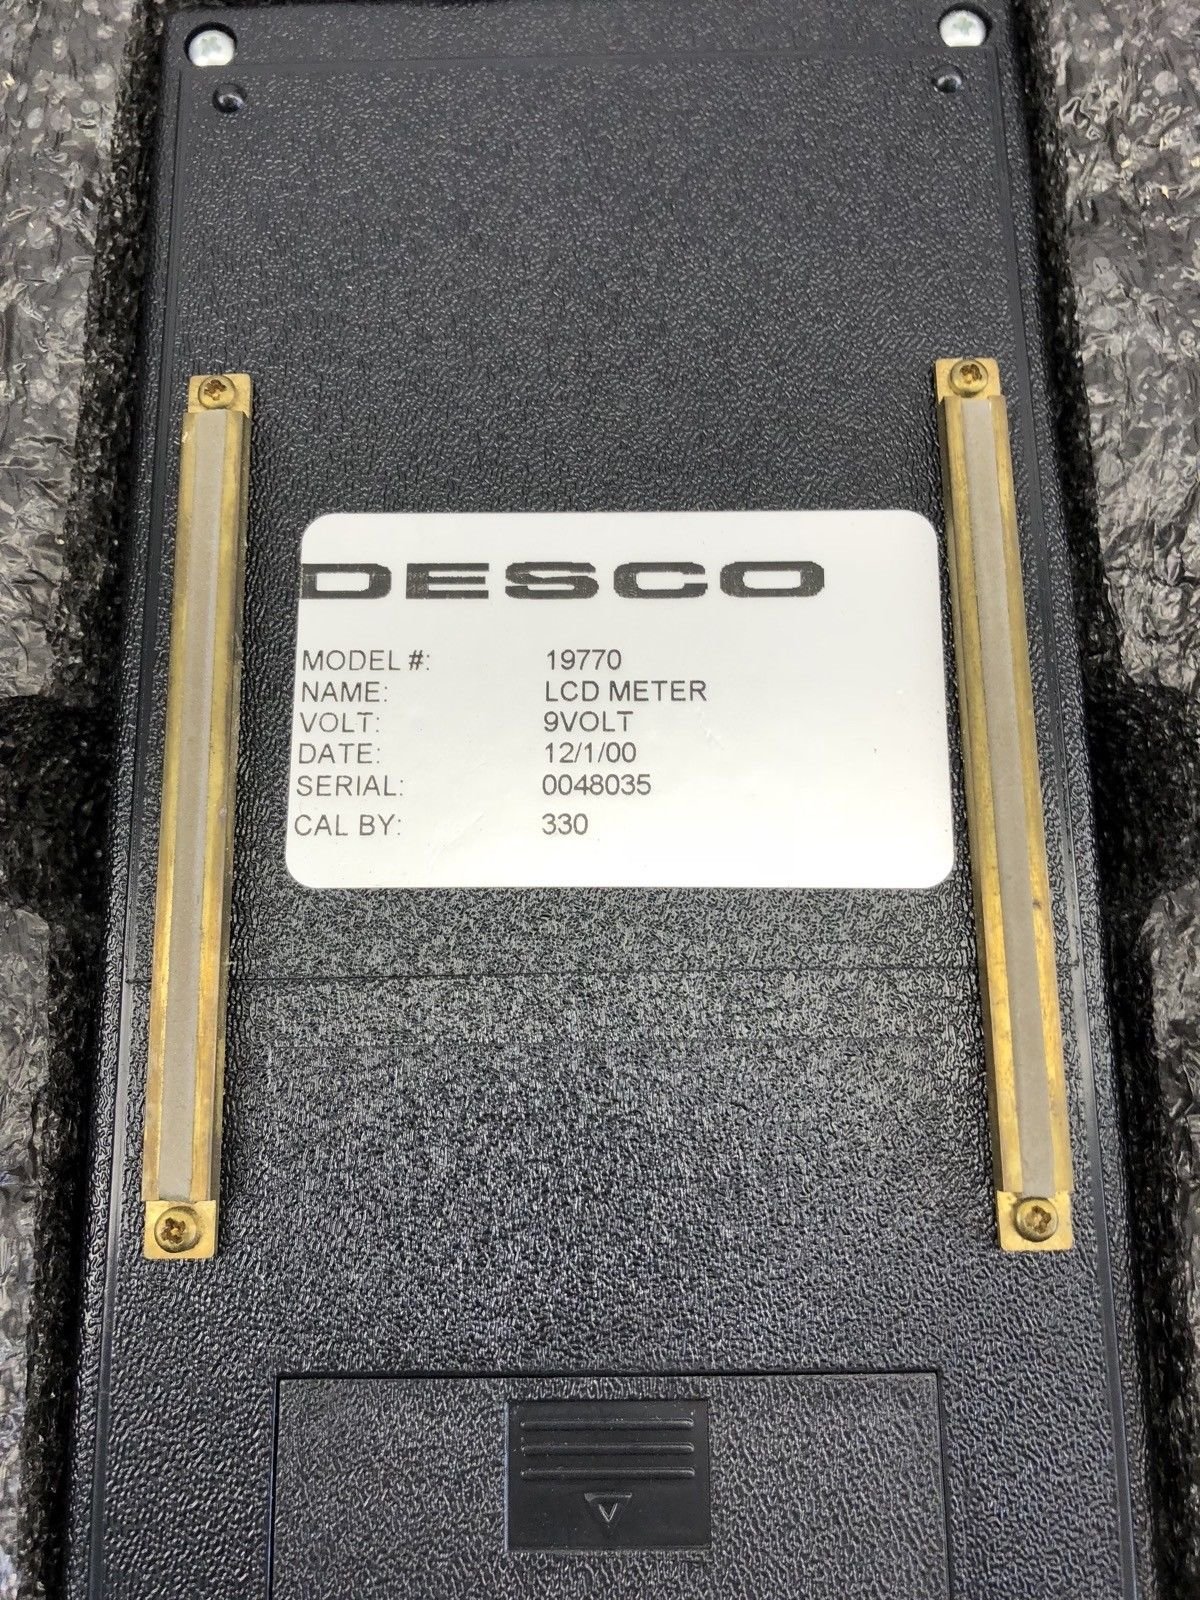 DESCO
MODEL #: 19770
NAME: LCD METER
VOLT: 9VOLT
DATE: 12/1/00
SERIAL: 0048035
CAL BY: 330